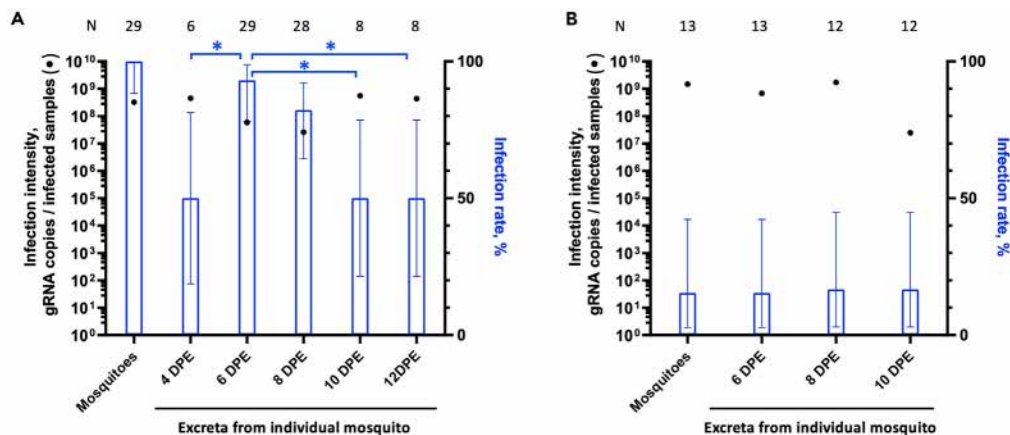 A
N 29 6 29 28 8 8
* *
*
Infection intensity,
gRNA copies / infected samples (•)
10^10
10^9
10^8
10^7
10^6
10^5
10^4
10^3
10^2
10^1
10^0
100
50
0
Infection rate, %
Mosquitoes 4 DPE 6 DPE 8 DPE 10 DPE 12DPE
Excreta from individual mosquito
B
N 13 13 12 12
Infection intensity,
gRNA copies / infected samples (•)
10^10
10^9
10^8
10^7
10^6
10^5
10^4
10^3
10^2
10^1
10^0
100
50
0
Infection rate, %
Mosquitoes 6 DPE 8 DPE 10 DPE
Excreta from individual mosquito